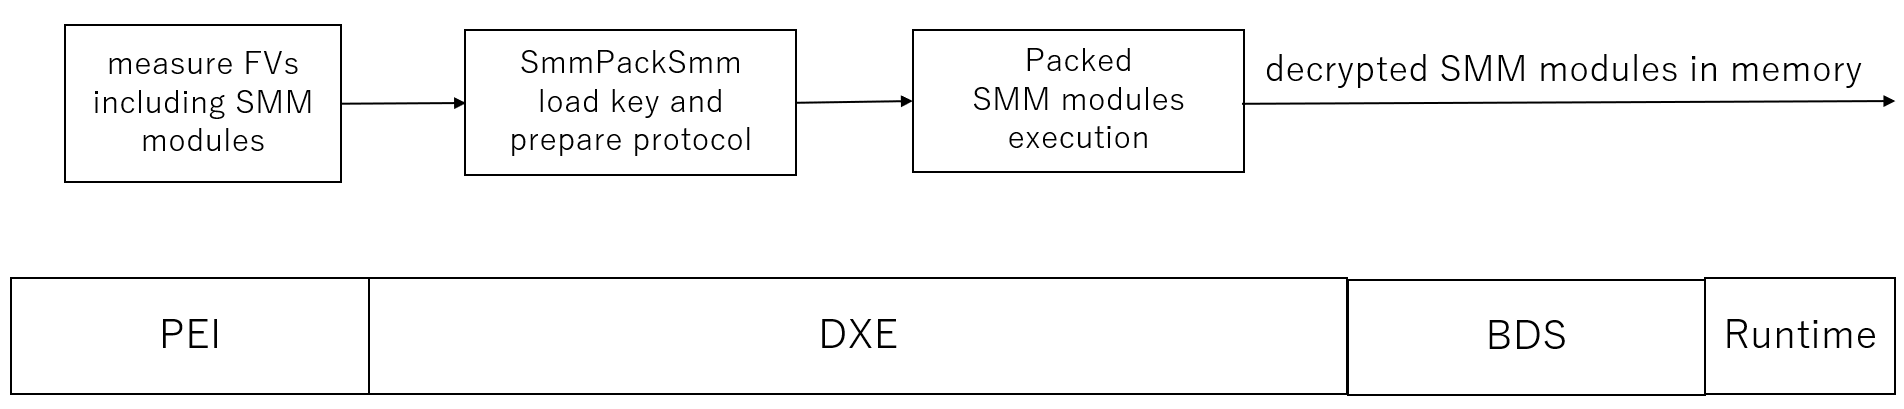 measure FVs
including SMM
modules
SmmPackSmm
load key and
prepare protocol
Packed
SMM modules
execution
decrypted SMM modules in memory
PEI
DXE
BDS
Runtime